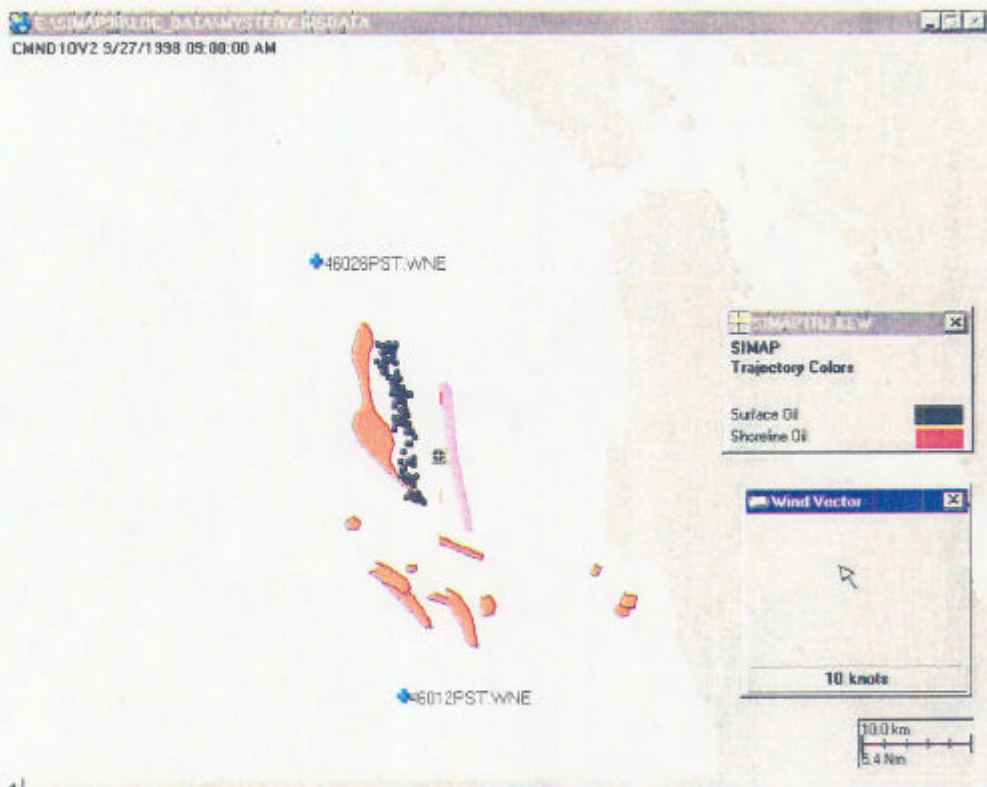 CMND10V2 9/27/1998 09:00:00 AM
46026PST.WNE
SIMAP
Trajectory Colors
Surface Oil
Shoreline Oil
Wind Vector
10 knots
46012PST.WNE
10.0 km
5.4 Nm